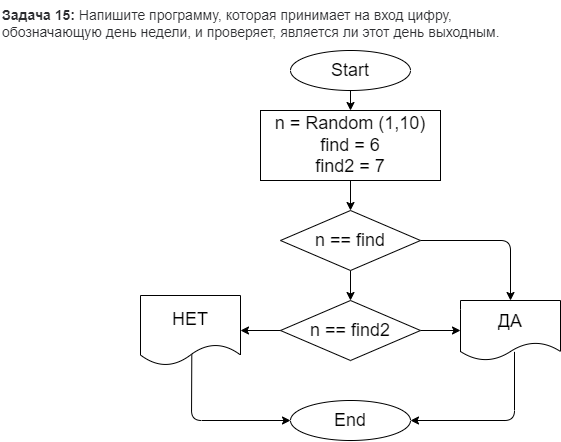 Задача 15: Напишите программу, которая принимает на вход цифру,
обозначающую день недели, и проверяет, является ли этот день выходным.
Start
n = Random (1,10)
find = 6
find2 = 7
n == find
НЕТ
n == find2
ДА
End